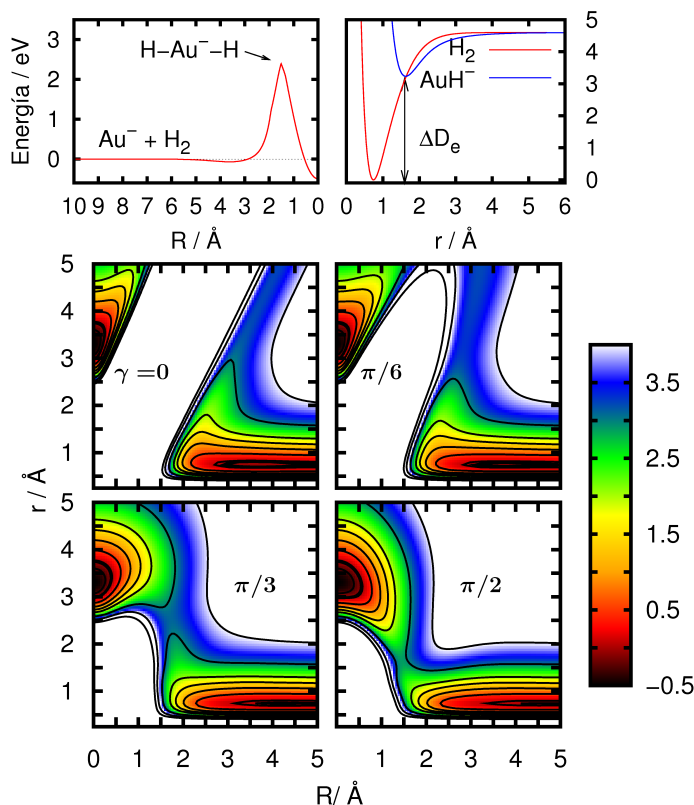 Energía / eV
3
2
1
0
H−Au⁻−H
Au⁻ + H₂
10 9 8 7 6 5 4 3 2 1 0
R / Å
H₂
AuH⁻
ΔDₑ
5
4
3
2
1
0
0 1 2 3 4 5 6
r / Å
r / Å
5
4
3
2
1
γ =0
π/6
5
4
3
2
1
π/3
π/2
0 1 2 3 4 5
0 1 2 3 4 5
R/ Å
3.5
2.5
1.5
0.5
−0.5